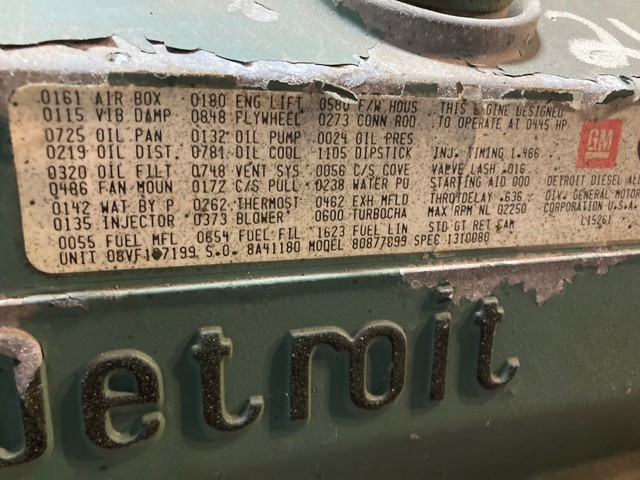 0161 AIR BOX 0180 ENG LIFT 0580 F/W HOUS THIS ENGINE DESIGNED
0115 VIB DAMP 0848 FLYWHEEL 0273 CONN ROD TO OPERATE AT 0445 HP
0725 OIL PAN 0132 OIL PUMP 0024 OIL PRES
0219 OIL DIST. 0781 OIL COOL 1105 DIPSTICK INJ. TIMING 1.466
0320 OIL FILT 0748 VENT SYS 0056 C/S COVE VALVE LASH .016
0486 FAN MOUN 0172 C/S PULL 0238 WATER PU STARTING AID 000
0142 WAT BY P 0262 THERMOST 0462 EXH MFLD THROTDELAY .636
0135 INJECTOR 0373 BLOWER 0600 TURBOCHA MAX RPM NL 02250
0055 FUEL MFL 0654 FUEL FIL 1623 FUEL LIN STD GT RET CAM
UNIT 08VF107199 S.O. 8A41180 MODEL 80877899 SPEC 1310080
GM
DETROIT DIESEL
DIV. GENERAL MOTOR
CORPORATION U.S.A.
L15261
Detroit